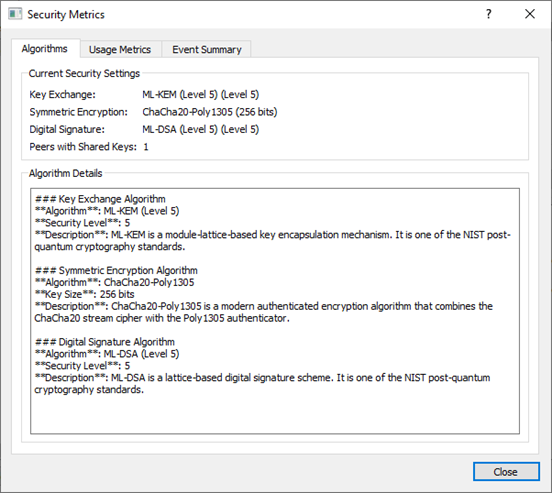 Security Metrics
Algorithms Usage Metrics Event Summary
Current Security Settings
Key Exchange: ML-KEM (Level 5) (Level 5)
Symmetric Encryption: ChaCha20-Poly1305 (256 bits)
Digital Signature: ML-DSA (Level 5) (Level 5)
Peers with Shared Keys: 1
Algorithm Details
### Key Exchange Algorithm
**Algorithm**: ML-KEM (Level 5)
**Security Level**: 5
**Description**: ML-KEM is a module-lattice-based key encapsulation mechanism. It is one of the NIST post-
quantum cryptography standards.
### Symmetric Encryption Algorithm
**Algorithm**: ChaCha20-Poly1305
**Key Size**: 256 bits
**Description**: ChaCha20-Poly1305 is a modern authenticated encryption algorithm that combines the
ChaCha20 stream cipher with the Poly1305 authenticator.
### Digital Signature Algorithm
**Algorithm**: ML-DSA (Level 5)
**Security Level**: 5
**Description**: ML-DSA is a lattice-based digital signature scheme. It is one of the NIST post-quantum
cryptography standards.
Close